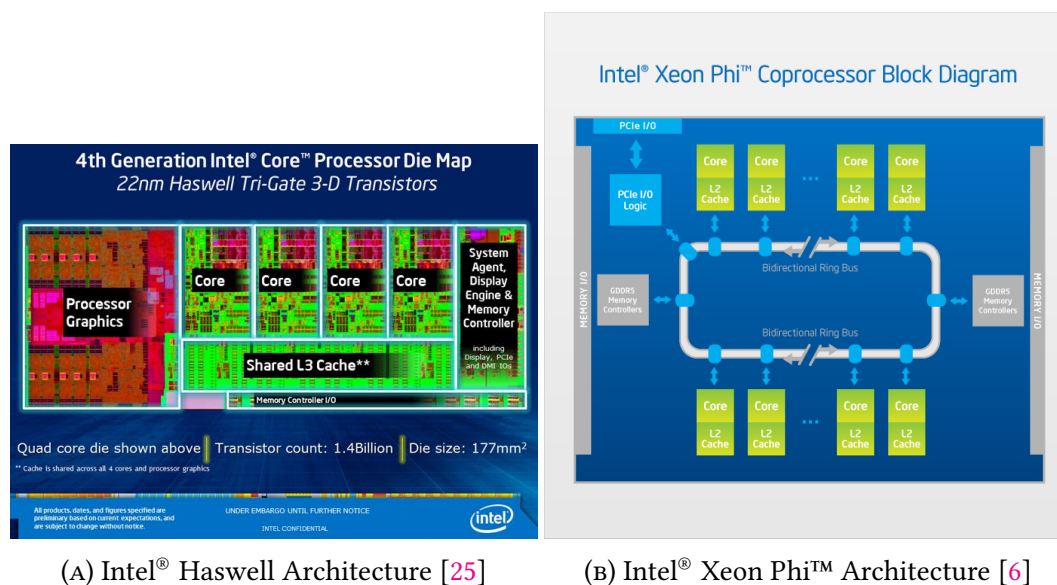 4th Generation Intel® Core™ Processor Die Map
22nm Haswell Tri-Gate 3-D Transistors
Processor
Graphics
Core
Core
Core
Core
System
Agent,
Display
Engine &
Memory
Controller
including
Display, PCIe
and DMI IOs
Shared L3 Cache**
Memory Controller I/O
Quad core die shown above
Transistor count: 1.4Billion
Die size: 177mm²
** Cache is shared across all 4 cores and processor graphics
All products, dates, and figures specified are
preliminary based on current expectations, and
are subject to change without notice.
UNDER EMBARGO UNTIL FURTHER NOTICE
INTEL CONFIDENTIAL
(intel)
(A) Intel® Haswell Architecture [25]
Intel® Xeon Phi™ Coprocessor Block Diagram
PCIe I/O
PCIe I/O
Logic
Core
L2
Cache
Core
L2
Cache
...
Core
L2
Cache
Core
L2
Cache
MEMORY I/O
GDDR5
Memory
Controllers
Bidirectional Ring Bus
Bidirectional Ring Bus
GDDR5
Memory
Controllers
MEMORY I/O
Core
L2
Cache
Core
L2
Cache
...
Core
L2
Cache
Core
L2
Cache
(B) Intel® Xeon Phi™ Architecture [6]